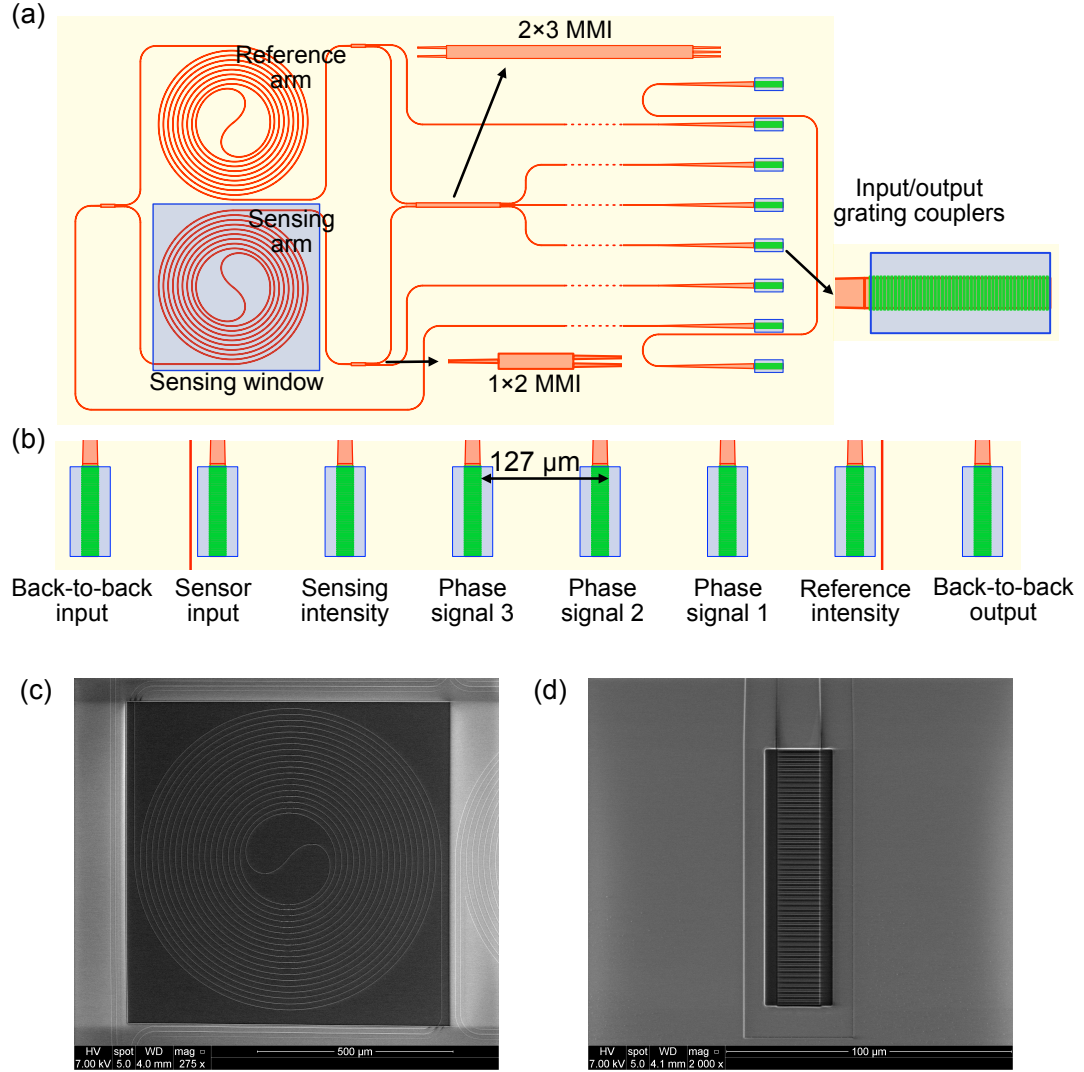 (a)
2×3 MMI
Reference
arm
Input/output
grating couplers
Sensing
arm
Sensing window
1×2 MMI
(b)
127 µm
Back-to-back
input
Sensor
input
Sensing
intensity
Phase
signal 3
Phase
signal 2
Phase
signal 1
Reference
intensity
Back-to-back
output
(c)
HV spot WD mag □
7.00 kV 5.0 4.0 mm 275 x
500 µm
(d)
HV spot WD mag □
7.00 kV 5.0 4.1 mm 2 000 x
100 µm